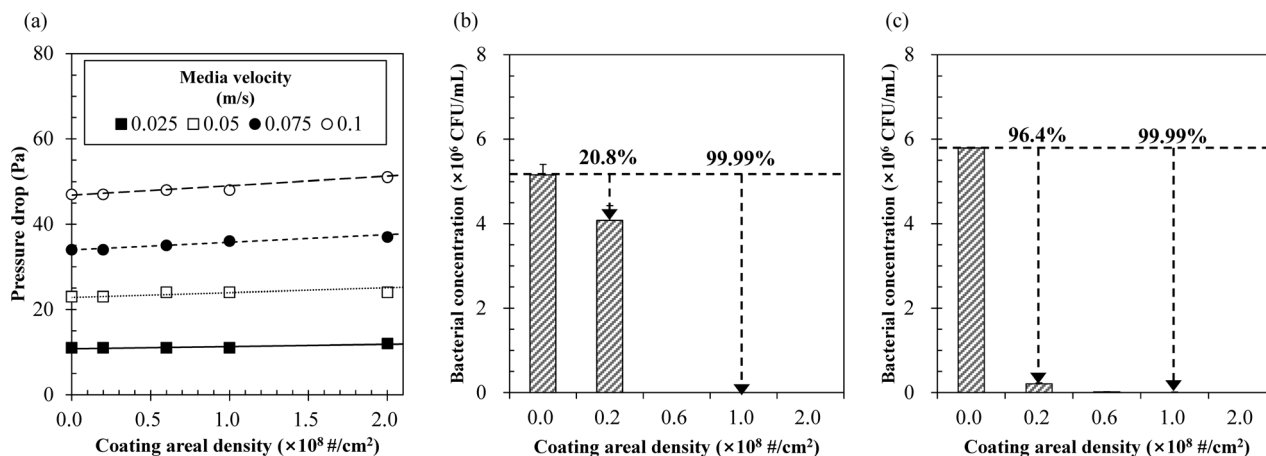 (a)
Pressure drop (Pa)
80
60
40
20
0
Media velocity
(m/s)
0.025 0.05 0.075 0.1
0.0 0.5 1.0 1.5 2.0
Coating areal density (×10⁸ #/cm²)
(b)
Bacterial concentration (×10⁶ CFU/mL)
8
6
4
2
0
20.8% 99.99%
0.0 0.2 0.6 1.0 2.0
Coating areal density (×10⁸ #/cm²)
(c)
Bacterial concentration (×10⁶ CFU/mL)
8
6
4
2
0
96.4% 99.99%
0.0 0.2 0.6 1.0 2.0
Coating areal density (×10⁸ #/cm²)